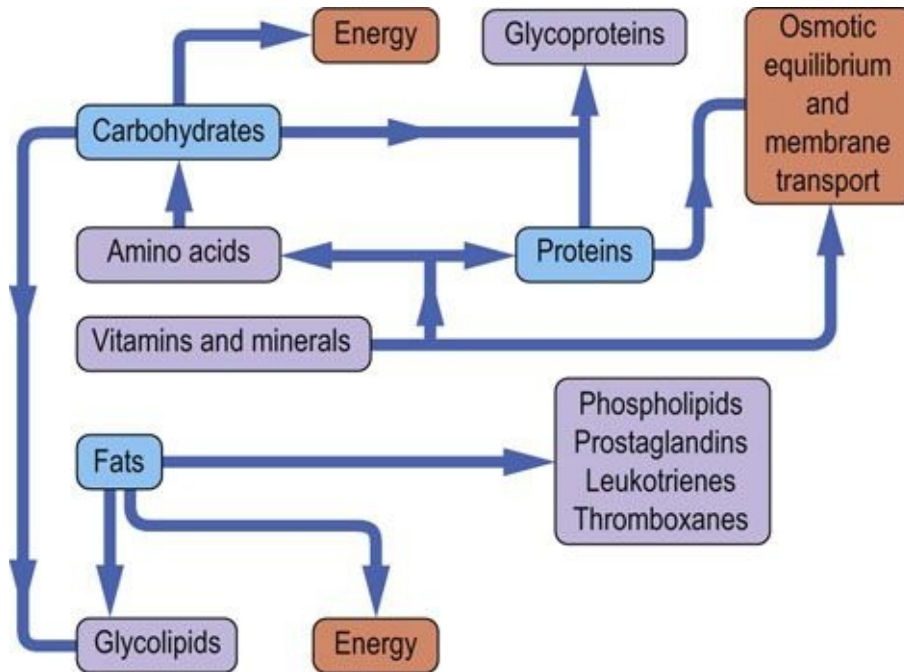 Energy
Glycoproteins
Osmotic
equilibrium
and
membrane
transport
Carbohydrates
Amino acids
Proteins
Vitamins and minerals
Phospholipids
Prostaglandins
Leukotrienes
Thromboxanes
Fats
Glycolipids
Energy